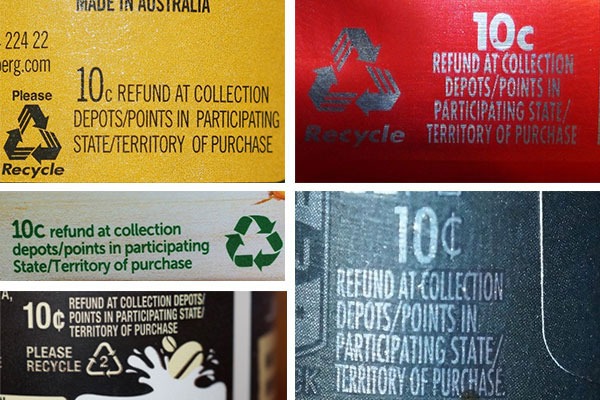 MADE IN AUSTRALIA
224 22
erg.com
Please
Recycle
10c REFUND AT COLLECTION
DEPOTS/POINTS IN PARTICIPATING
STATE/TERRITORY OF PURCHASE
Recycle
10c
REFUND AT COLLECTION
DEPOTS/POINTS IN
PARTICIPATING STATE/
TERRITORY OF PURCHASE
10c refund at collection
depots/points in participating
State/Territory of purchase
10¢
REFUND AT COLLECTION DEPOTS/
POINTS IN PARTICIPATING STATE/
TERRITORY OF PURCHASE
PLEASE
RECYCLE
2
10¢
REFUND AT COLLECTION
DEPOTS/POINTS IN
PARTICIPATING STATE/
TERRITORY OF PURCHASE.